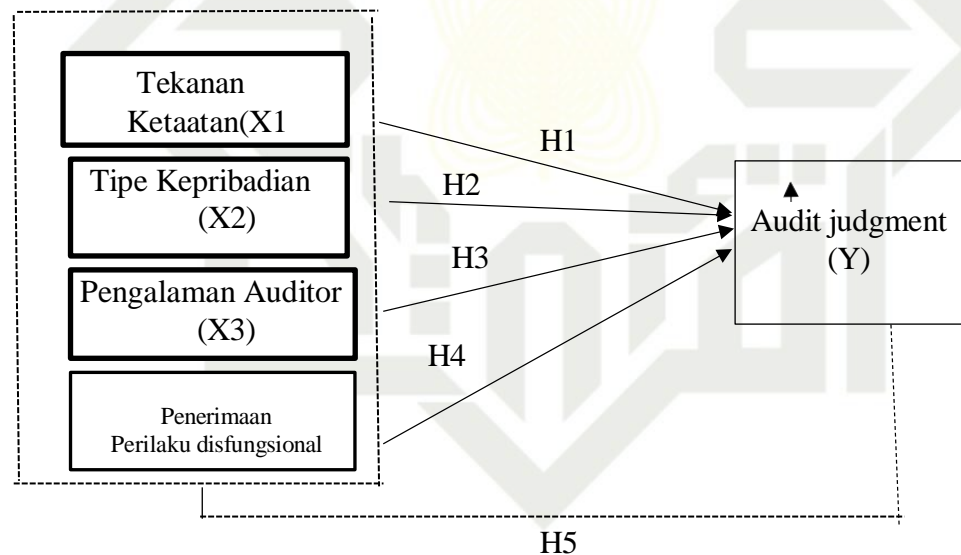 Tekanan
Ketaatan(X1
H1
Tipe Kepribadian
(X2)
H2
Audit judgment
(Y)
H3
Pengalaman Auditor
(X3)
H4
Penerimaan
Perilaku disfungsional
H5